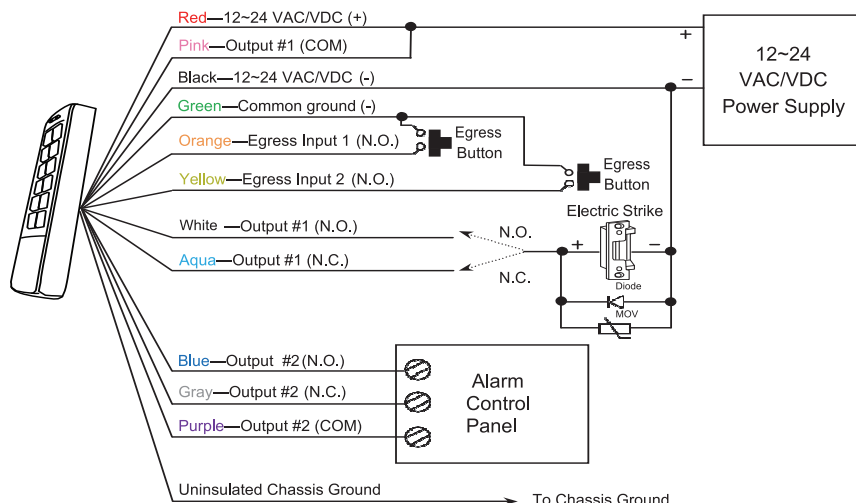 Red—12~24 VAC/VDC (+)
Pink—Output #1 (COM)
Black—12~24 VAC/VDC (-)
Green—Common ground (-)
Orange—Egress Input 1 (N.O.)
Yellow—Egress Input 2 (N.O.)
White—Output #1 (N.O.)
Aqua—Output #1 (N.C.)
Blue—Output #2 (N.O.)
Gray—Output #2 (N.C.)
Purple—Output #2 (COM)
Uninsulated Chassis Ground
To Chassis Ground
Egress
Button
Egress
Button
N.O.
N.C.
Electric Strike
+
−
Diode
MOV
+
−
12~24
VAC/VDC
Power Supply
Alarm
Control
Panel